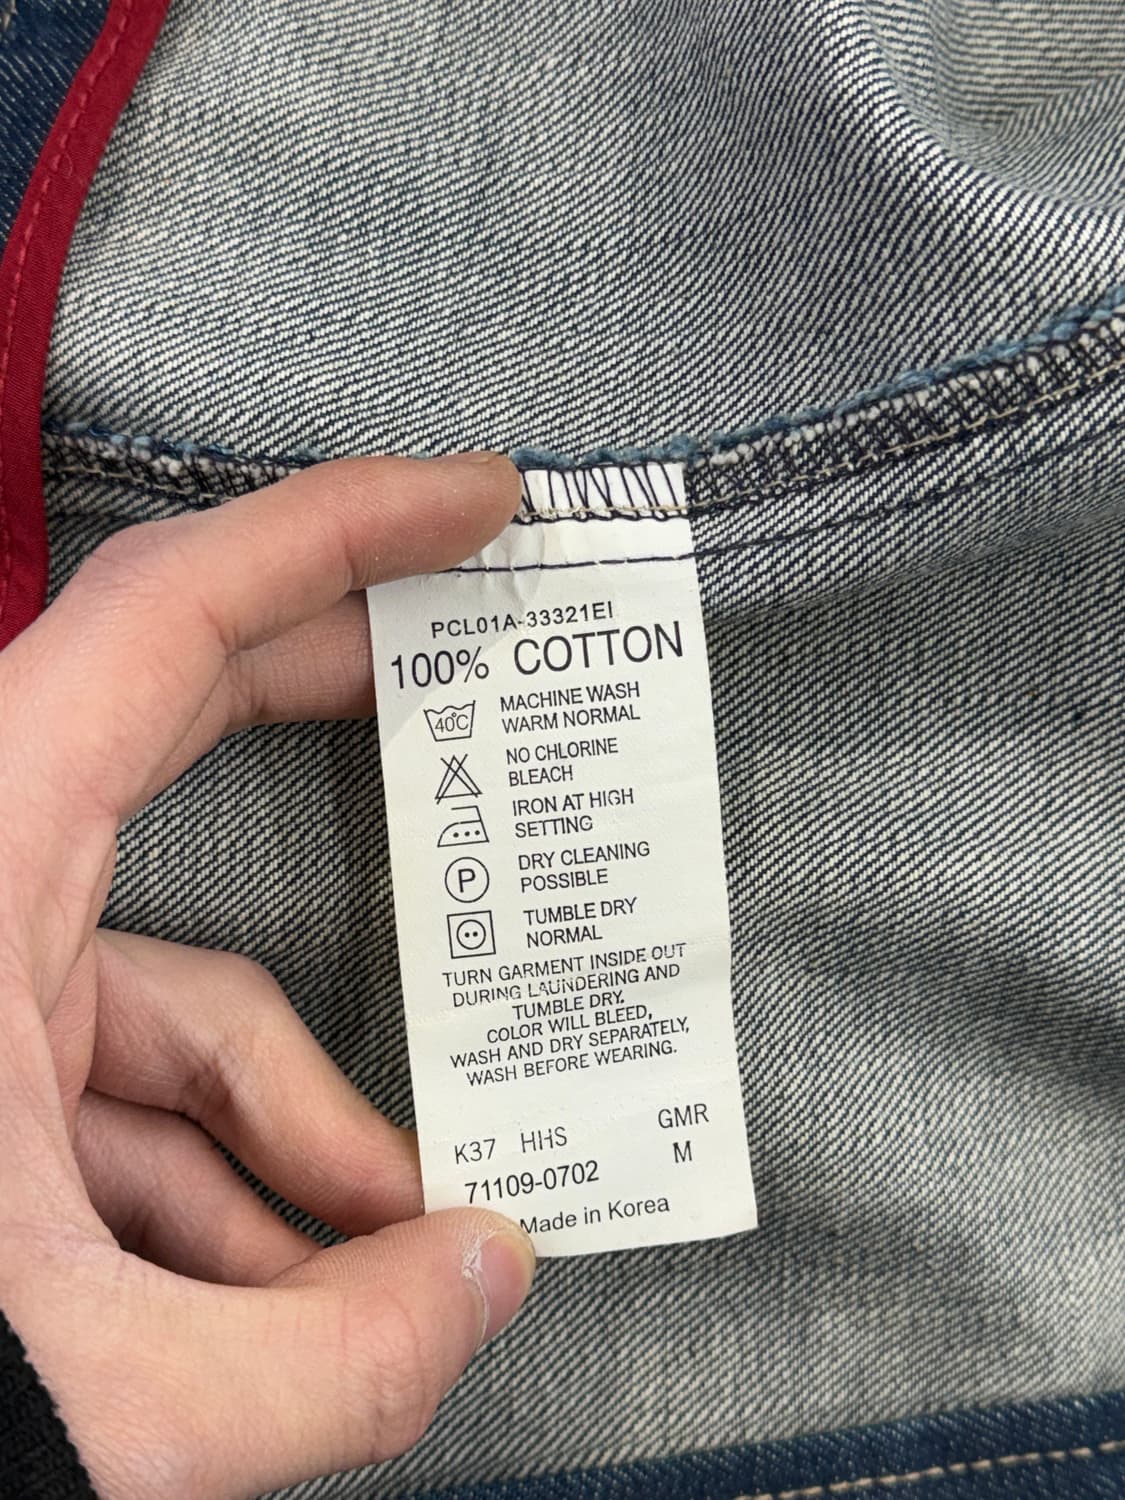 PCL01A-33321EI
100% COTTON
40°C MACHINE WASH
WARM NORMAL
NO CHLORINE
BLEACH
IRON AT HIGH
SETTING
P DRY CLEANING
POSSIBLE
TUMBLE DRY
NORMAL
TURN GARMENT INSIDE OUT
DURING LAUNDERING AND
TUMBLE DRY.
COLOR WILL BLEED,
WASH AND DRY SEPARATELY,
WASH BEFORE WEARING.
K37 HHS GMR
71109-0702 M
Made in Korea